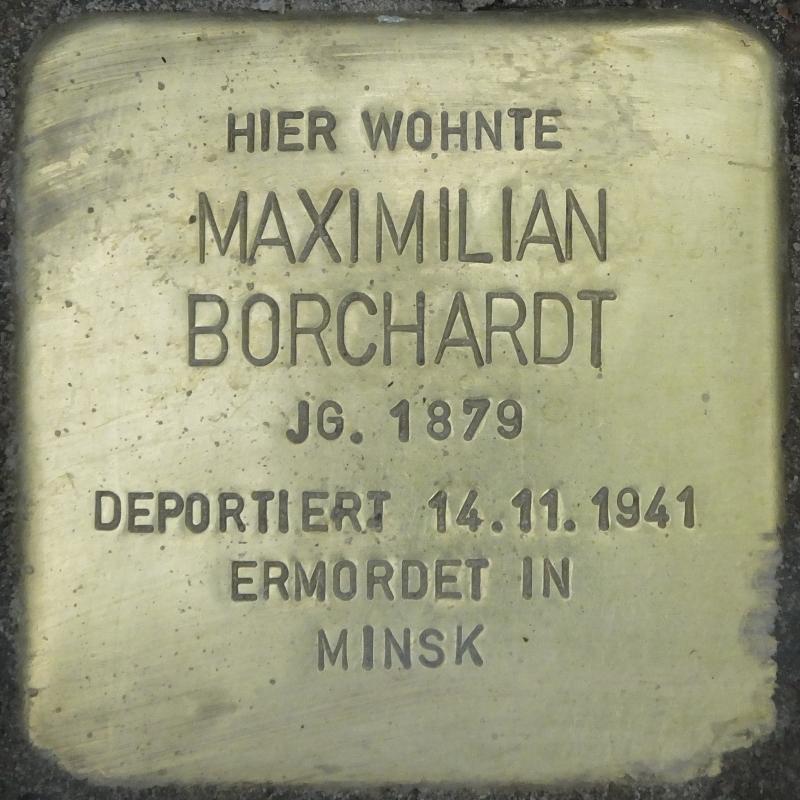 HIER WOHNTE
MAXIMILIAN
BORCHARDT
JG. 1879
DEPORTIERT 14.11.1941
ERMORDET IN
MINSK